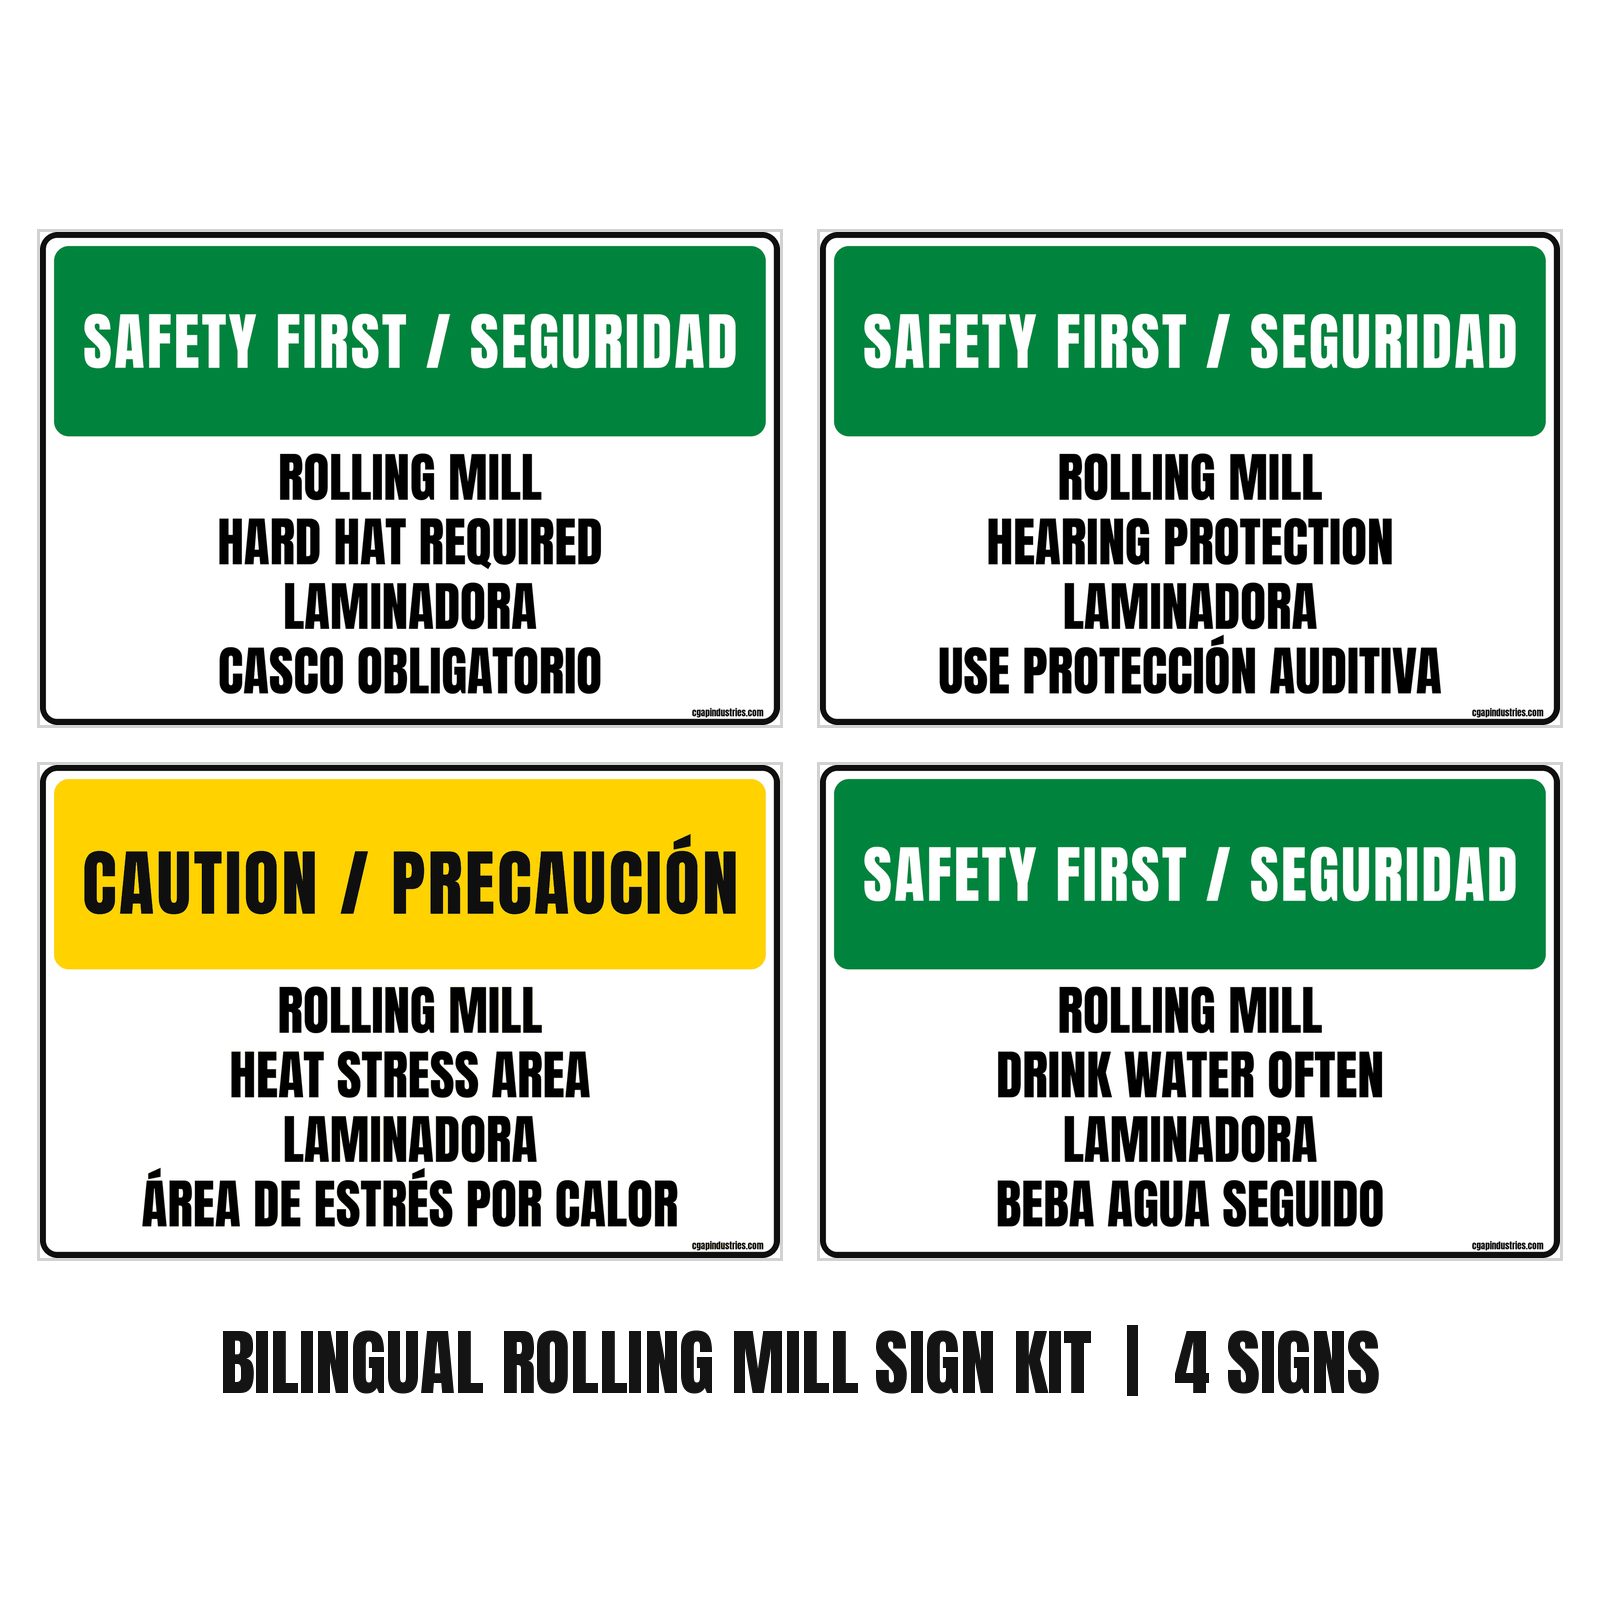 SAFETY FIRST / SEGURIDAD
ROLLING MILL
HARD HAT REQUIRED
LAMINADORA
CASCO OBLIGATORIO
cgapindustries.com
SAFETY FIRST / SEGURIDAD
ROLLING MILL
HEARING PROTECTION
LAMINADORA
USE PROTECCIÓN AUDITIVA
cgapindustries.com
CAUTION / PRECAUCIÓN
ROLLING MILL
HEAT STRESS AREA
LAMINADORA
ÁREA DE ESTRÉS POR CALOR
cgapindustries.com
SAFETY FIRST / SEGURIDAD
ROLLING MILL
DRINK WATER OFTEN
LAMINADORA
BEBA AGUA SEGUIDO
cgapindustries.com
BILINGUAL ROLLING MILL SIGN KIT | 4 SIGNS